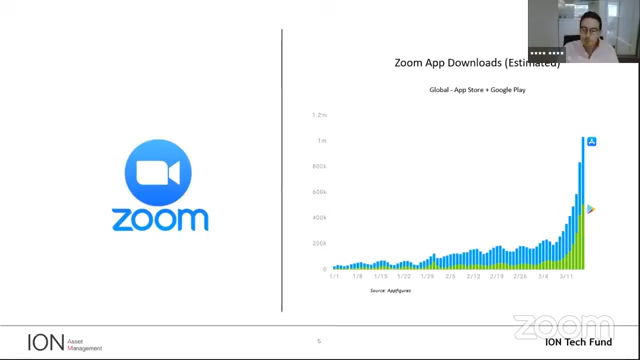 Zoom App Downloads (Estimated)
Global - App Store + Google Play
1.2m
1m
800k
600k
400k
200k
0
1/1
1/8
1/15
1/22
1/29
2/5
2/12
2/19
2/26
3/4
3/11
Source: Appfigures
zoom
ION Asset
Management
5
zoom
ION Tech Fund